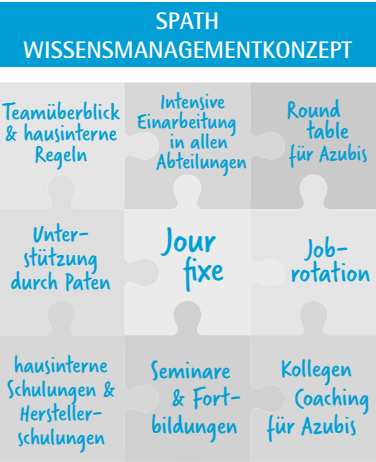 SPATH
WISSENSMANAGEMENTKONZEPT
Teamüberblick
& hausinterne
Regeln
Intensive
Einarbeitung
in allen
Abteilungen
Round
table
für Azubis
Unter-
stützung
durch Paten
Jour
fixe
Job-
rotation
hausinterne
Schulungen &
Hersteller-
schulungen
Seminare
& Fort-
bildungen
Kollegen
Coaching
für Azubis